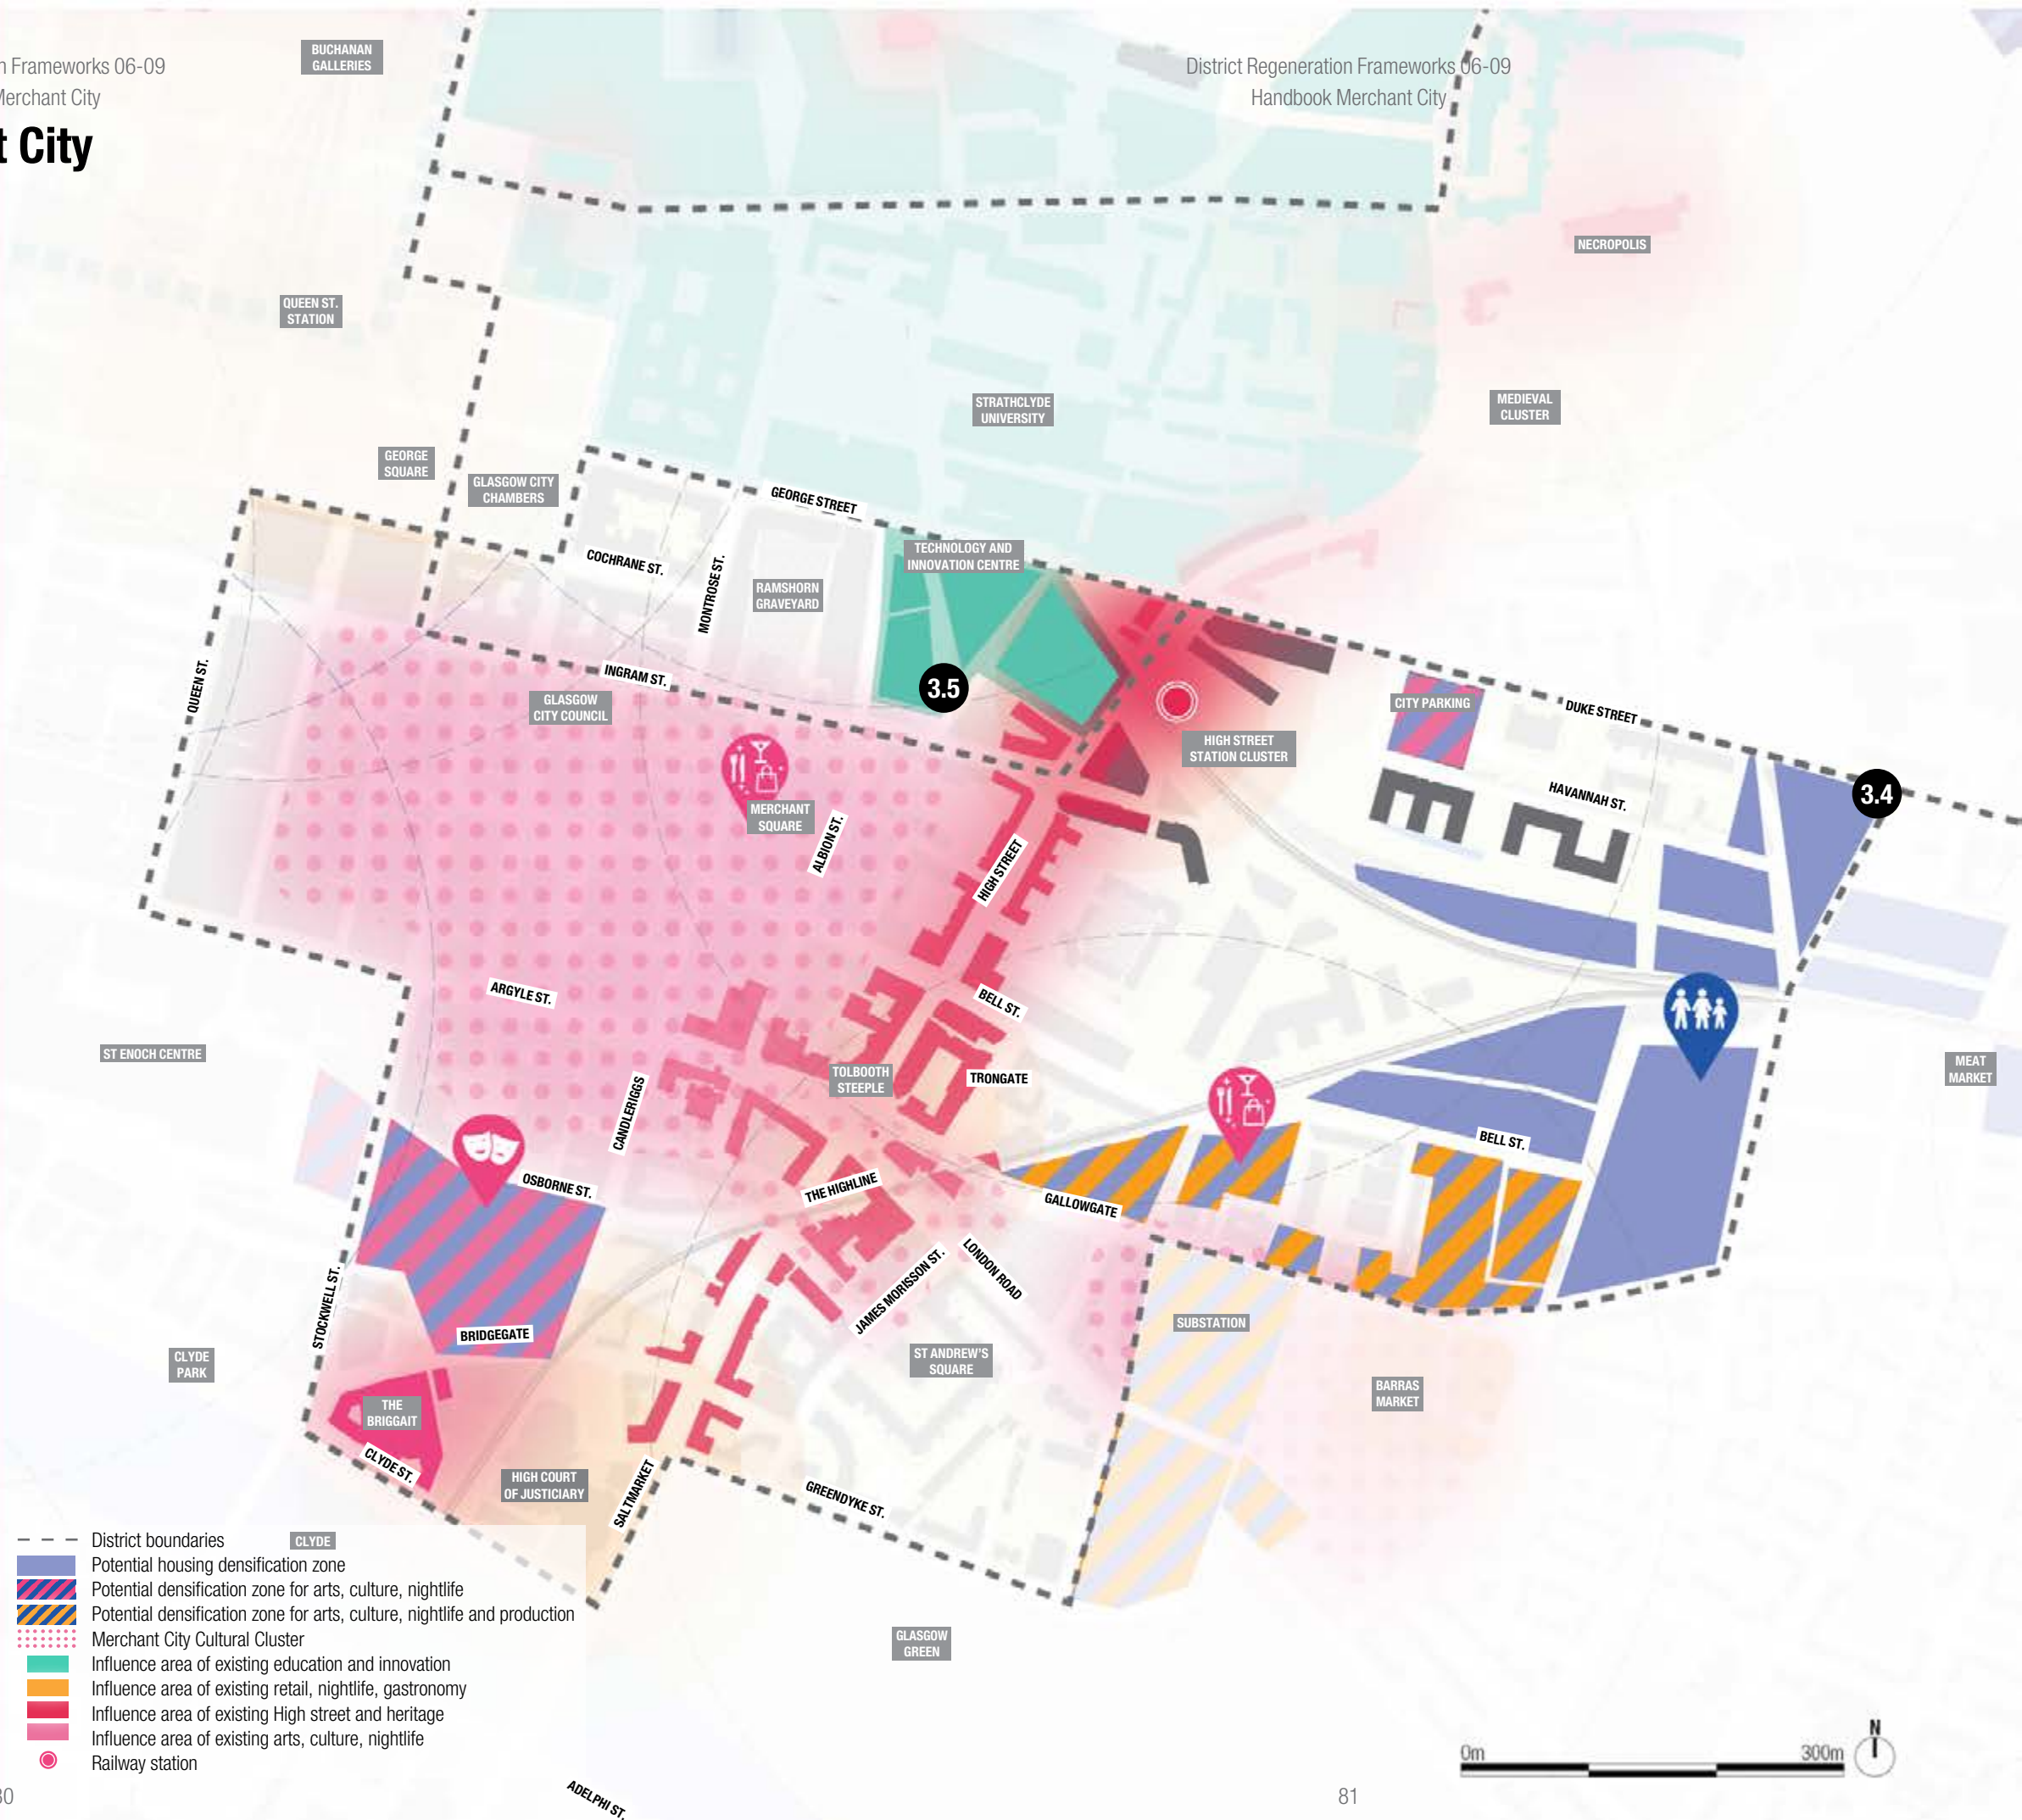 n Frameworks 06-09
Merchant City
t City
District Regeneration Frameworks 06-09
Handbook Merchant City
BUCHANAN
GALLERIES
NECROPOLIS
QUEEN ST.
STATION
STRATHCLYDE
UNIVERSITY
MEDIEVAL
CLUSTER
GEORGE
SQUARE
GLASGOW CITY
CHAMBERS
GEORGE STREET
COCHRANE ST.
MONTROSE ST.
TECHNOLOGY AND
INNOVATION CENTRE
RAMSHORN
GRAVEYARD
QUEEN ST.
INGRAM ST.
3.5
GLASGOW
CITY COUNCIL
CITY PARKING
DUKE STREET
HIGH STREET
STATION CLUSTER
HAVANNAH ST.
3.4
MERCHANT
SQUARE
ALBION ST.
HIGH STREET
ARGYLE ST.
BELL ST.
ST ENOCH CENTRE
TOLBOOTH
STEEPLE
TRONGATE
MEAT
MARKET
CANDLERIGGS
BELL ST.
OSBORNE ST.
THE HIGHLINE
GALLOWGATE
STOCKWELL ST.
JAMES MORISSON ST.
LONDON ROAD
SUBSTATION
BRIDGEGATE
CLYDE
PARK
ST ANDREW'S
SQUARE
BARRAS
MARKET
THE
BRIGGAIT
CLYDE ST.
HIGH COURT
OF JUSTICIARY
SALTMARKET
GREENDYKE ST.
GLASGOW
GREEN
District boundaries
CLYDE
Potential housing densification zone
Potential densification zone for arts, culture, nightlife
Potential densification zone for arts, culture, nightlife and production
Merchant City Cultural Cluster
Influence area of existing education and innovation
Influence area of existing retail, nightlife, gastronomy
Influence area of existing High street and heritage
Influence area of existing arts, culture, nightlife
Railway station
0m
300m
N
ADELPHI ST.
80
81